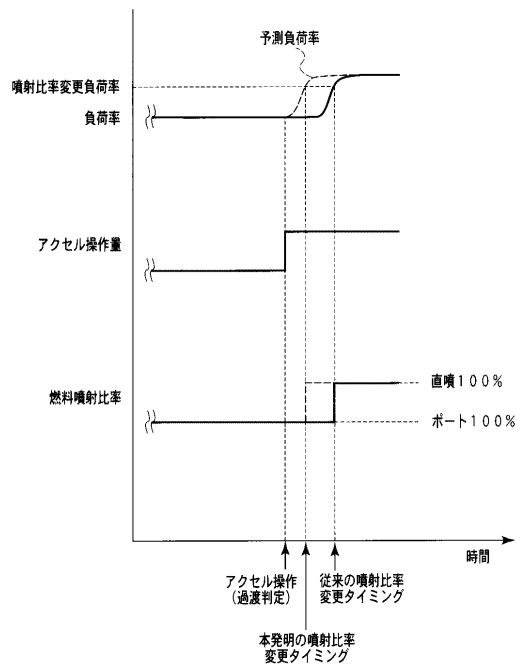 予測負荷率
噴射比率変更負荷率
負荷率
アクセル操作量
燃料噴射比率
直噴100%
ポート100%
時間
アクセル操作
(過渡判定)
従来の噴射比率
変更タイミング
本発明の噴射比率
変更タイミング